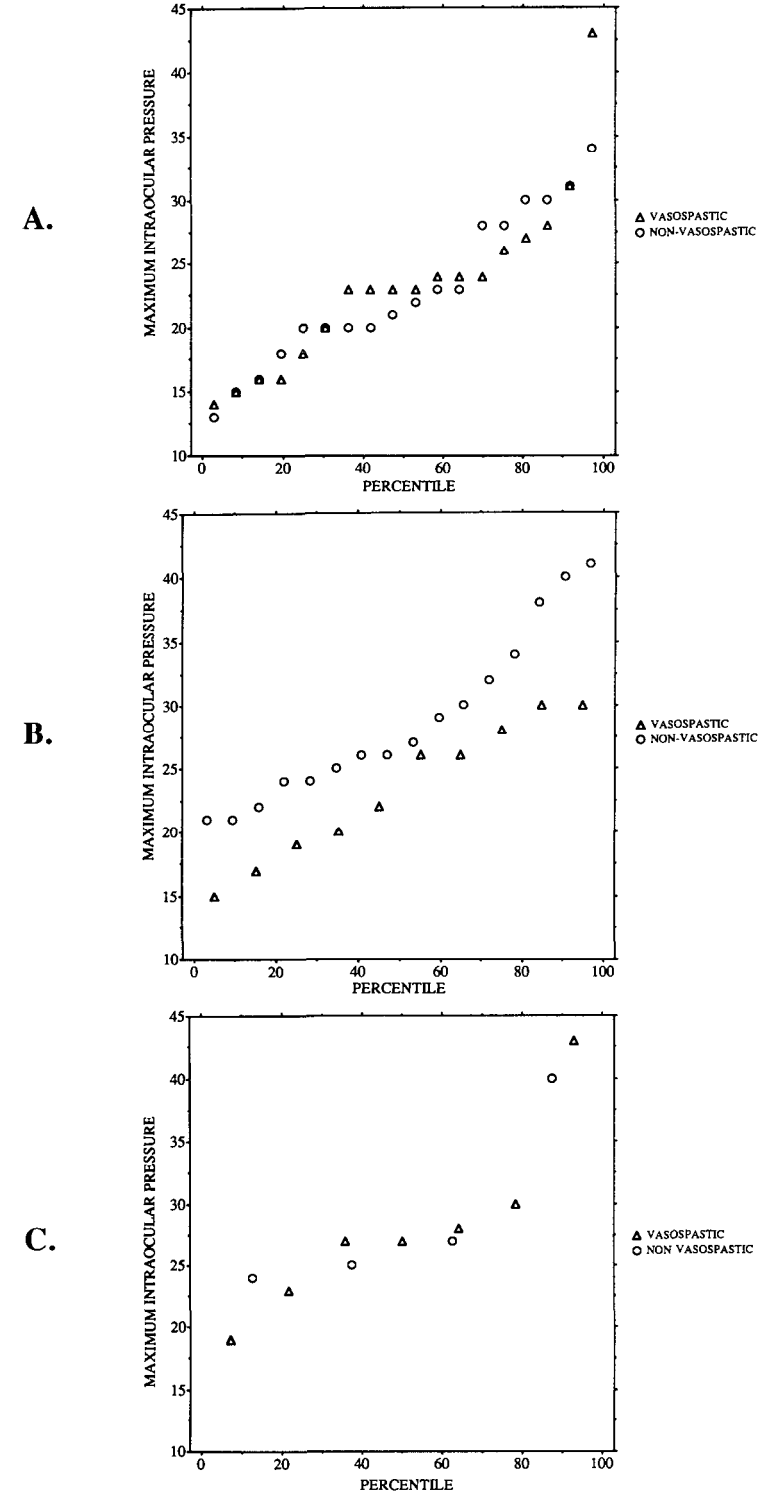 A.
MAXIMUM INTRAOCULAR PRESSURE
45
40
35
30
25
20
15
10
0 20 40 60 80 100
PERCENTILE
VASOSPASTIC
NON-VASOSPASTIC
B.
MAXIMUM INTRAOCULAR PRESSURE
45
40
35
30
25
20
15
10
0 20 40 60 80 100
PERCENTILE
VASOSPASTIC
NON-VASOSPASTIC
C.
MAXIMUM INTRAOCULAR PRESSURE
45
40
35
30
25
20
15
10
0 20 40 60 80 100
PERCENTILE
VASOSPASTIC
NON VASOSPASTIC